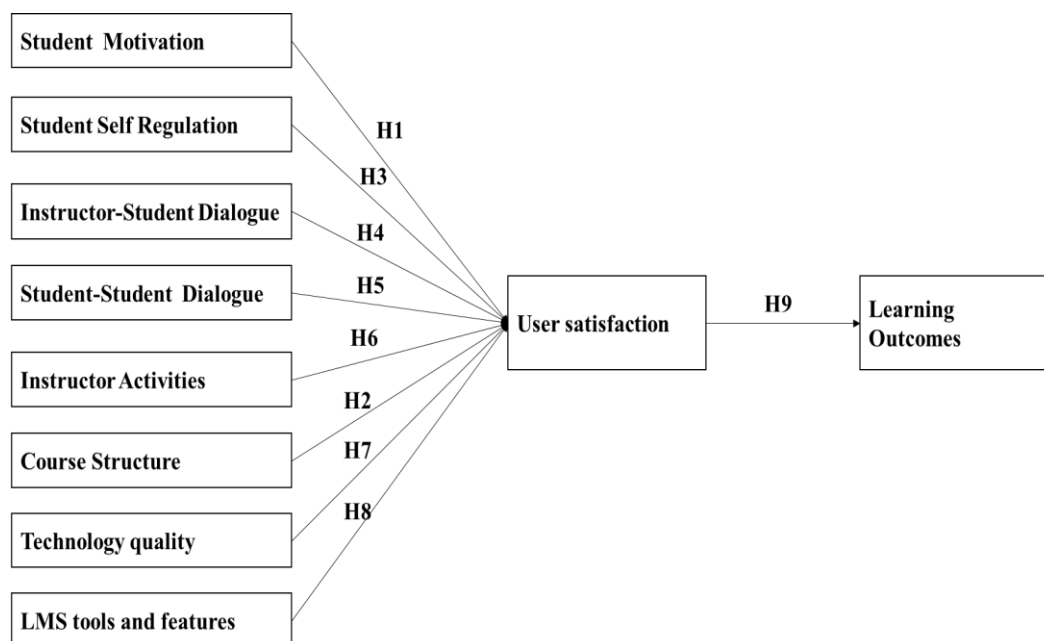 Student Motivation
Student Self Regulation
Instructor-Student Dialogue
Student-Student Dialogue
Instructor Activities
Course Structure
Technology quality
LMS tools and features
H1
H3
H4
H5
H6
H2
H7
H8
User satisfaction
H9
Learning
Outcomes